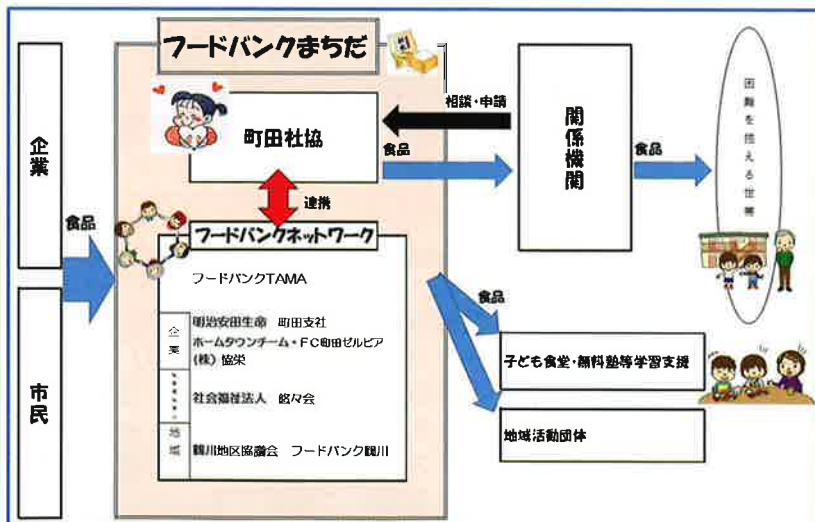 フードバンクまちだ
企業
市民
食品
町田社協
相談・申請
食品
連携
関係機関
食品
困難を抱える世帯
フードバンクネットワーク
フードバンクTAMA
企業
明治安田生命 町田支社
ホームタウンチーム・FC町田ゼルビア
(株)協栄
社会福祉法人 悠々会
地域
鶴川地区協議会 フードバンク鶴川
食品
子ども食堂・無料塾等学習支援
地域活動団体